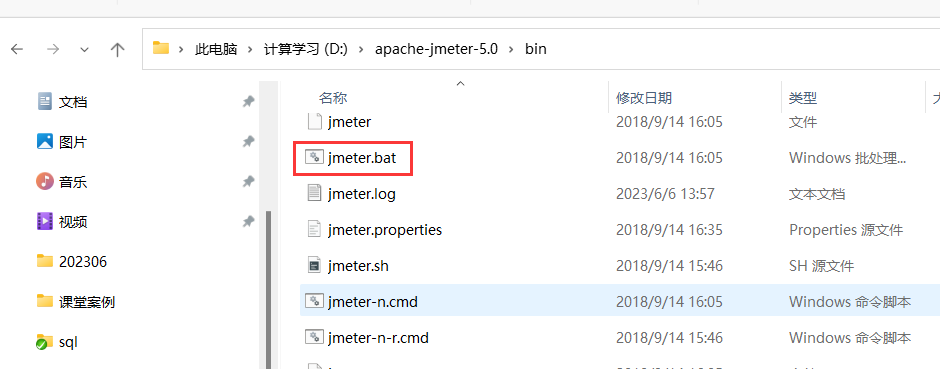 此电脑 > 计算学习 (D:) > apache-jmeter-5.0 > bin
文档
图片
音乐
视频
202306
课堂案例
sql
名称 修改日期 类型
jmeter 2018/9/14 16:05 文件
jmeter.bat 2018/9/14 16:05 Windows 批处理...
jmeter.log 2023/6/6 13:57 文本文档
jmeter.properties 2018/9/14 16:35 Properties 源文件
jmeter.sh 2018/9/14 15:46 SH 源文件
jmeter-n.cmd 2018/9/14 16:05 Windows 命令脚本
jmeter-n-r.cmd 2018/9/14 15:46 Windows 命令脚本